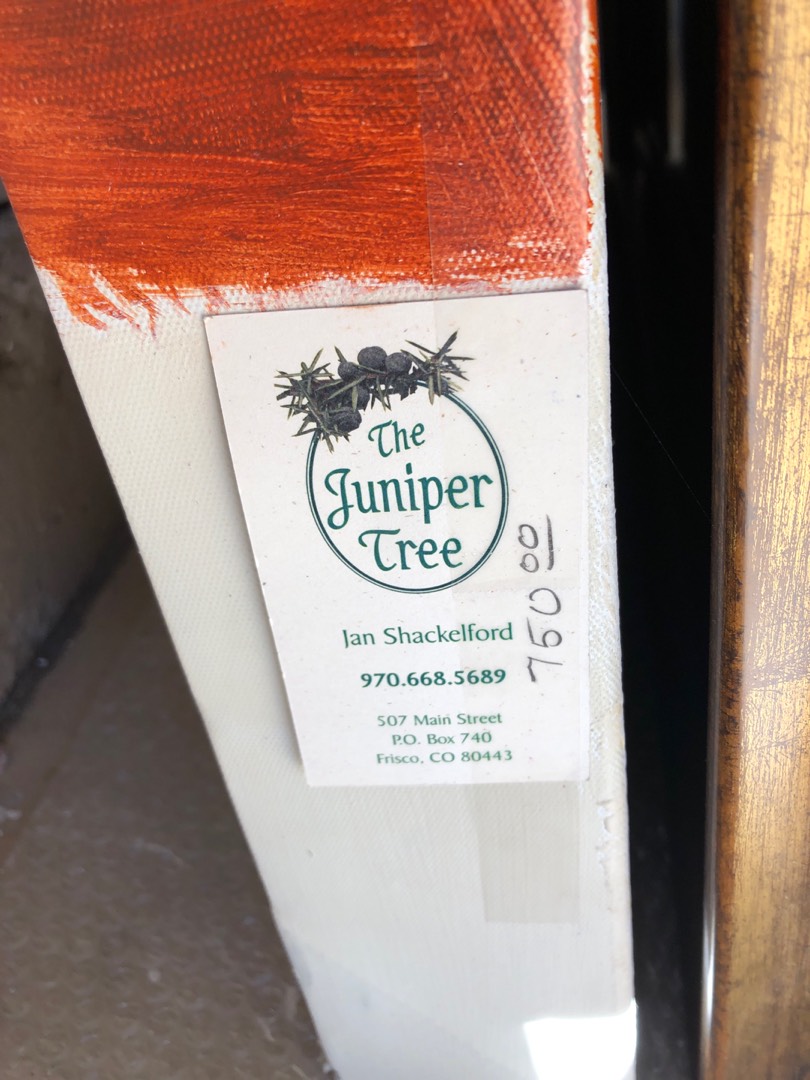 The
Juniper
Tree
Jan Shackelford
970.668.5689
507 Main Street
P.O. Box 740
Frisco, CO 80443
750 00